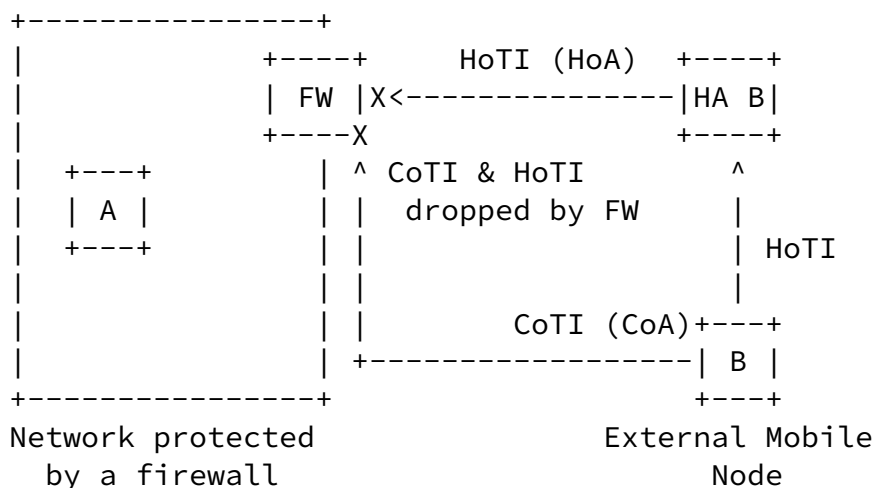 HoTI (HoA)
FW X HA B
X
CoTI & HoTI
A dropped by FW
HoTI
CoTI (CoA)
B
Network protected External Mobile
by a firewall Node